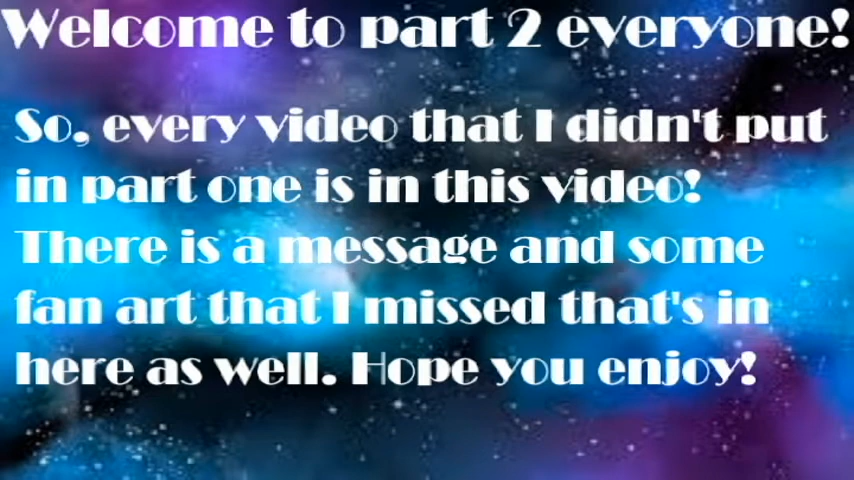 Welcome to part 2 everyone!
So, every video that I didn't put
in part one is in this video!
There is a message and some
fan art that I missed that's in
here as well. Hope you enjoy!